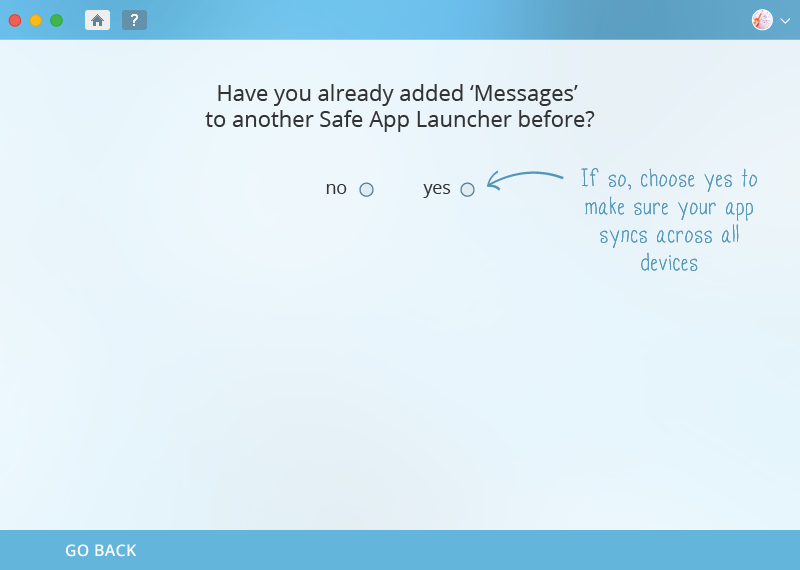 ?
Have you already added ‘Messages’
to another Safe App Launcher before?
no
yes
If so, choose yes to
make sure your app
syncs across all
devices
GO BACK